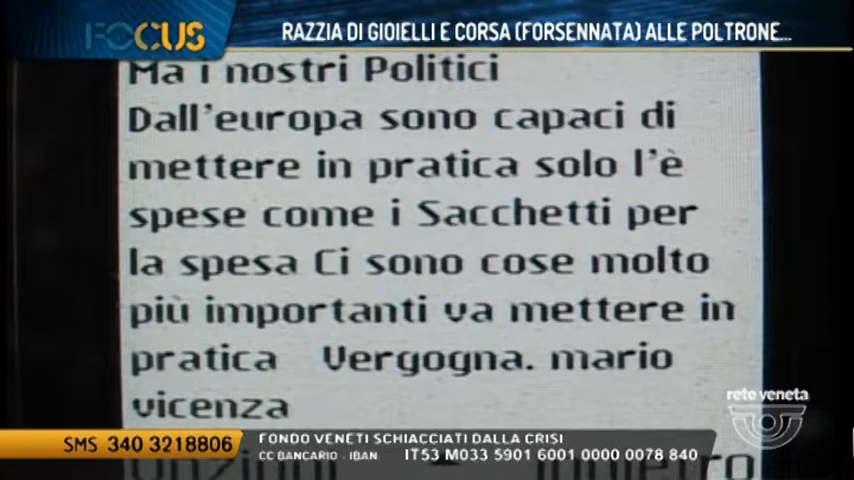 FOCUS
RAZZIA DI GIOIELLI E CORSA (FORSENNATA) ALLE POLTRONE...
Ma i nostri Politici
Dall'europa sono capaci di
mettere in pratica solo l'è
spese come i Sacchetti per
la spesa Ci sono cose molto
più importanti va mettere in
pratica Vergogna. mario
vicenza
rete veneta
SMS 340 3218806
FONDO VENETI SCHIACCIATI DALLA CRISI
CC BANCARIO - IBAN IT53 M033 5901 6001 0000 0078 840